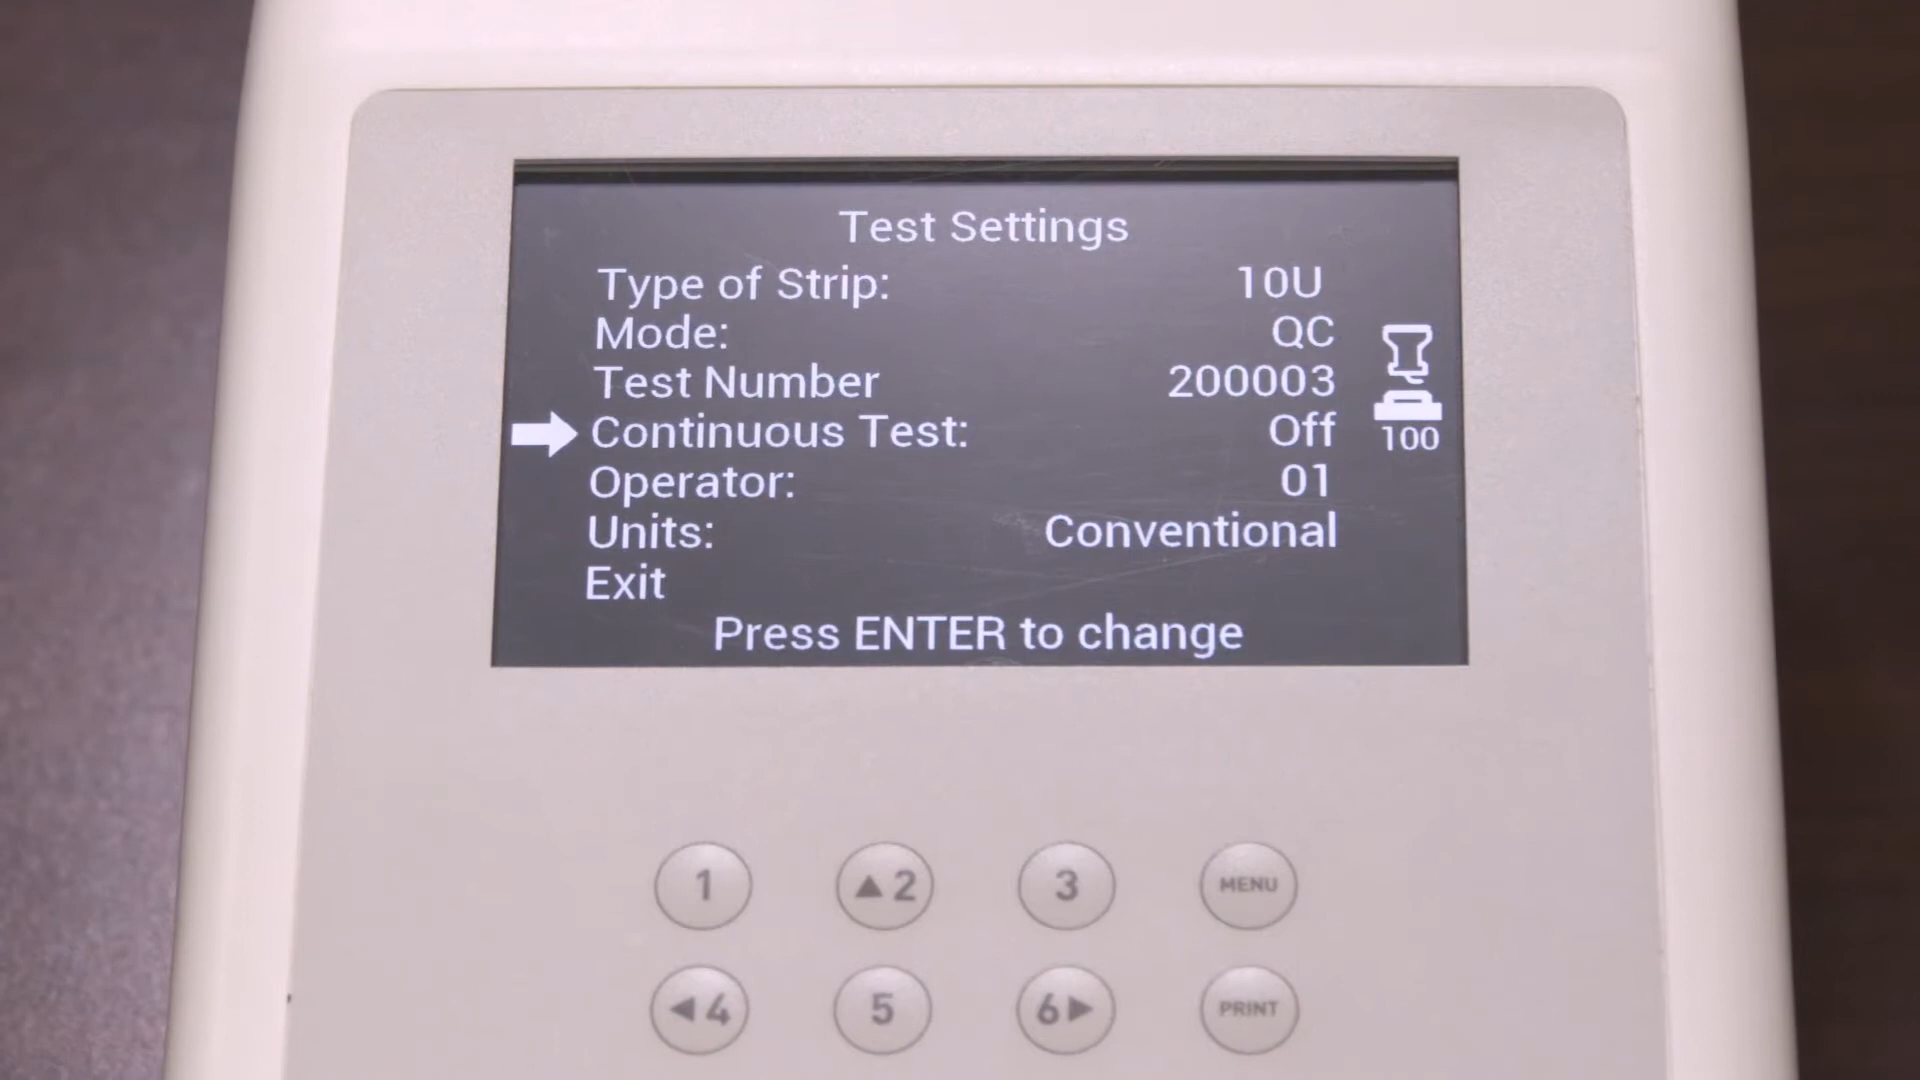 Test Settings
Type of Strip: 10U
Mode: QC
Test Number 200003
Continuous Test: Off
100
Operator: 01
Units: Conventional
Exit
Press ENTER to change
1 ▲2 3 MENU
◀4 5 6▶ PRINT